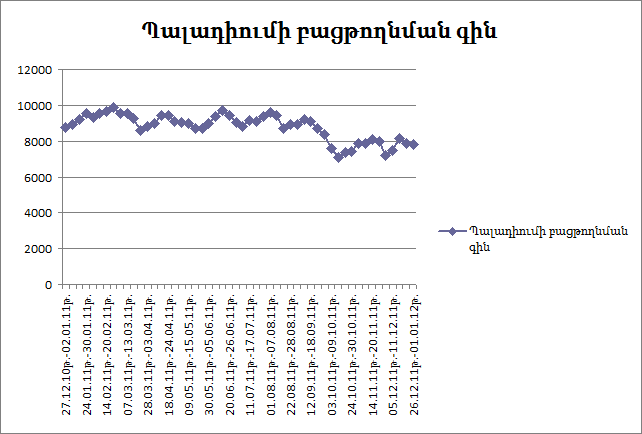 Պալադիումի բացթողնման գին
12000
10000
8000
6000
4000
2000
0
Պալադիումի բացթողնման
գին
27.12.10թ.-02.01.11թ.
24.01.11թ.-30.01.11թ.
14.02.11թ.-20.02.11թ.
07.03.11թ.-13.03.11թ.
28.03.11թ.-03.04.11թ.
18.04.11թ.-24.04.11թ.
09.05.11թ.-15.05.11թ.
30.05.11թ.-05.06.11թ.
20.06.11թ.-26.06.11թ.
11.07.11թ.-17.07.11թ.
01.08.11թ.-07.08.11թ.
22.08.11թ.-28.08.11թ.
12.09.11թ.-18.09.11թ.
03.10.11թ.-09.10.11թ.
24.10.11թ.-30.10.11թ.
14.11.11թ.-20.11.11թ.
05.12.11թ.-11.12.11թ.
26.12.11թ.-01.01.12թ.